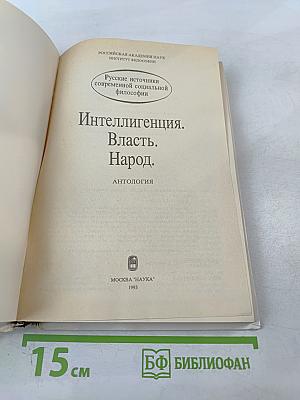 РОССИЙСКАЯ АКАДЕМИЯ НАУК
ИНСТИТУТ ФИЛОСОФИИ
Русские источники
современной социальной
философии
Интеллигенция.
Власть.
Народ.
АНТОЛОГИЯ
МОСКВА "НАУКА"
1993
15 см
БФ БИБЛИОФАН